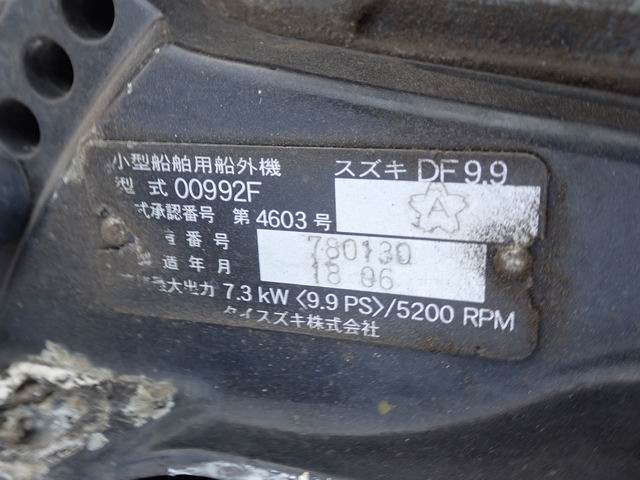 小型船舶用船外機 スズキ DF9.9
型式 00992F
式承認番号 第4603号
A
番号 780130
造年月 18 06
大出力 7.3 kW〈9.9 PS〉/5200 RPM
タイスズキ株式会社